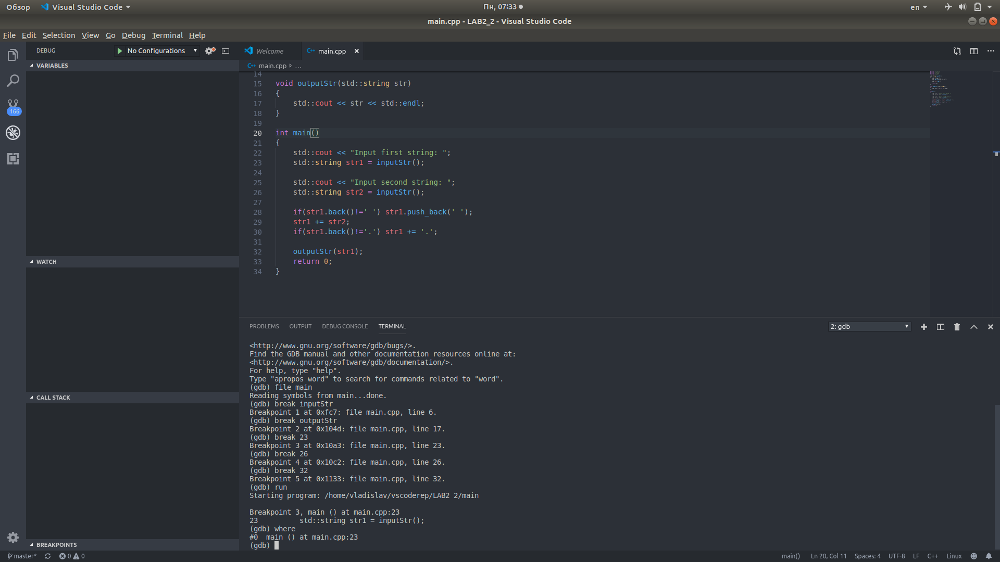 Обзор Visual Studio Code Пн, 07:33 en
main.cpp - LAB2_2 - Visual Studio Code
File Edit Selection View Go Debug Terminal Help
DEBUG No Configurations Welcome main.cpp
VARIABLES
main.cpp ...
166
14
15 void outputStr(std::string str)
16 {
17 std::cout << str << std::endl;
18 }
19
20 int main()
21 {
22 std::cout << "Input first string: ";
23 std::string str1 = inputStr();
24
25 std::cout << "Input second string: ";
26 std::string str2 = inputStr();
27
28 if(str1.back()!=' ') str1.push_back(' ');
29 str1 += str2;
30 if(str1.back()!='.') str1 += '.';
31
32 outputStr(str1);
33 return 0;
34 }
WATCH
CALL STACK
BREAKPOINTS
PROBLEMS OUTPUT DEBUG CONSOLE TERMINAL 2: gdb
<http://www.gnu.org/software/gdb/bugs/>.
Find the GDB manual and other documentation resources online at:
<http://www.gnu.org/software/gdb/documentation/>.
For help, type "help".
Type "apropos word" to search for commands related to "word".
(gdb) file main
Reading symbols from main...done.
(gdb) break inputStr
Breakpoint 1 at 0xfc7: file main.cpp, line 6.
(gdb) break outputStr
Breakpoint 2 at 0x104d: file main.cpp, line 17.
(gdb) break 23
Breakpoint 3 at 0x10a3: file main.cpp, line 23.
(gdb) break 26
Breakpoint 4 at 0x10c2: file main.cpp, line 26.
(gdb) break 32
Breakpoint 5 at 0x1133: file main.cpp, line 32.
(gdb) run
Starting program: /home/vladislav/vscoderep/LAB2 2/main
Breakpoint 3, main () at main.cpp:23
23 std::string str1 = inputStr();
(gdb) where
#0 main () at main.cpp:23
(gdb)
master* 0 0 main() Ln 20, Col 11 Spaces: 4 UTF-8 LF C++ Linux